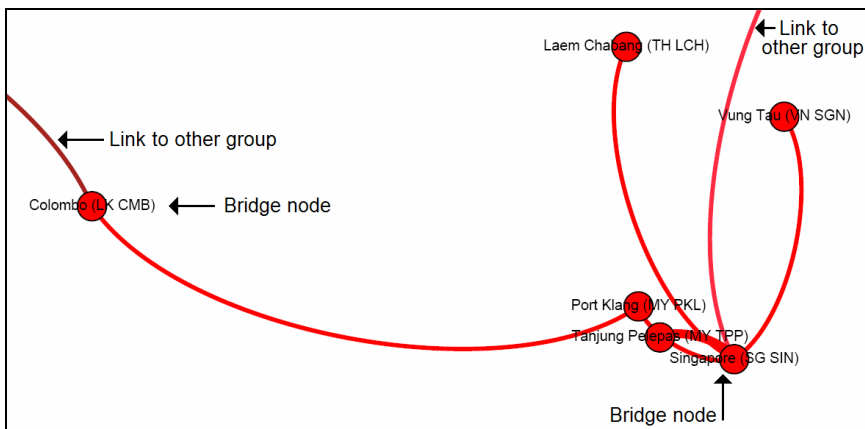 Link to
other group
Laem Chabang (TH LCH)
Vung Tau (VN SGN)
Link to other group
Colombo (LK CMB)
Bridge node
Port Klang (MY PKL)
Tanjung Pelepas (MY TPP)
Singapore (SG SIN)
Bridge node